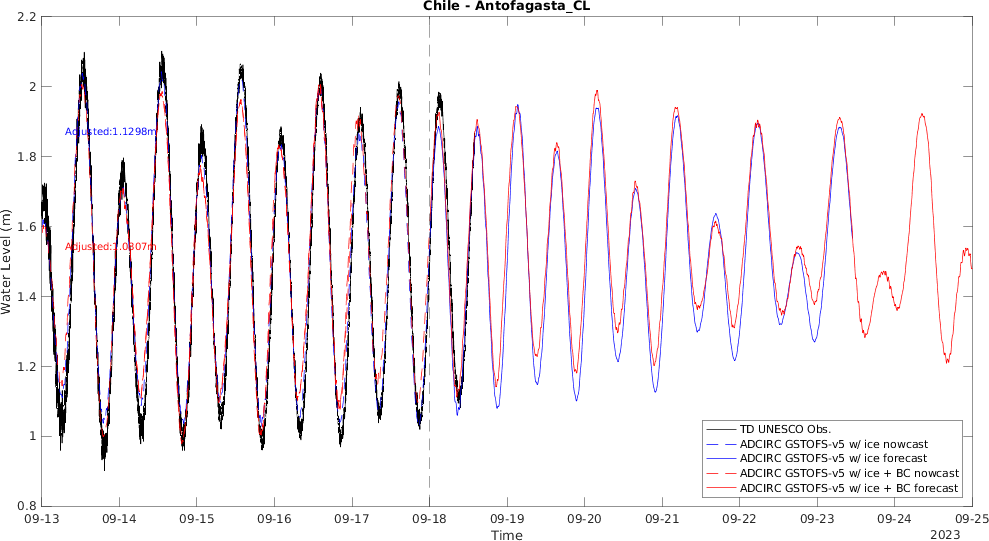 Chile - Antofagasta_CL
2.2
2
1.8
1.6
1.4
1.2
1
0.8
Water Level (m)
Adjusted:1.1298m
Adjusted:1.0307m
TD UNESCO Obs.
ADCIRC GSTOFS-v5 w/ ice nowcast
ADCIRC GSTOFS-v5 w/ ice forecast
ADCIRC GSTOFS-v5 w/ ice + BC nowcast
ADCIRC GSTOFS-v5 w/ ice + BC forecast
09-13 09-14 09-15 09-16 09-17 09-18 09-19 09-20 09-21 09-22 09-23 09-24 09-25
Time
2023